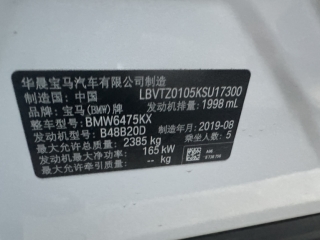 华晨宝马汽车有限公司制造
制造国：中国 LBVTZ0105KSU17300
品牌：宝马(BMW)牌 发动机排量：1998 mL
整车型号：BMW6475KX
发动机型号：B48B20D 制造年月：2019-08
最大允许总质量：2385 kg 乘坐人数：5
发动机最大净功率：165 kW
最大允许牵引质量：- kg